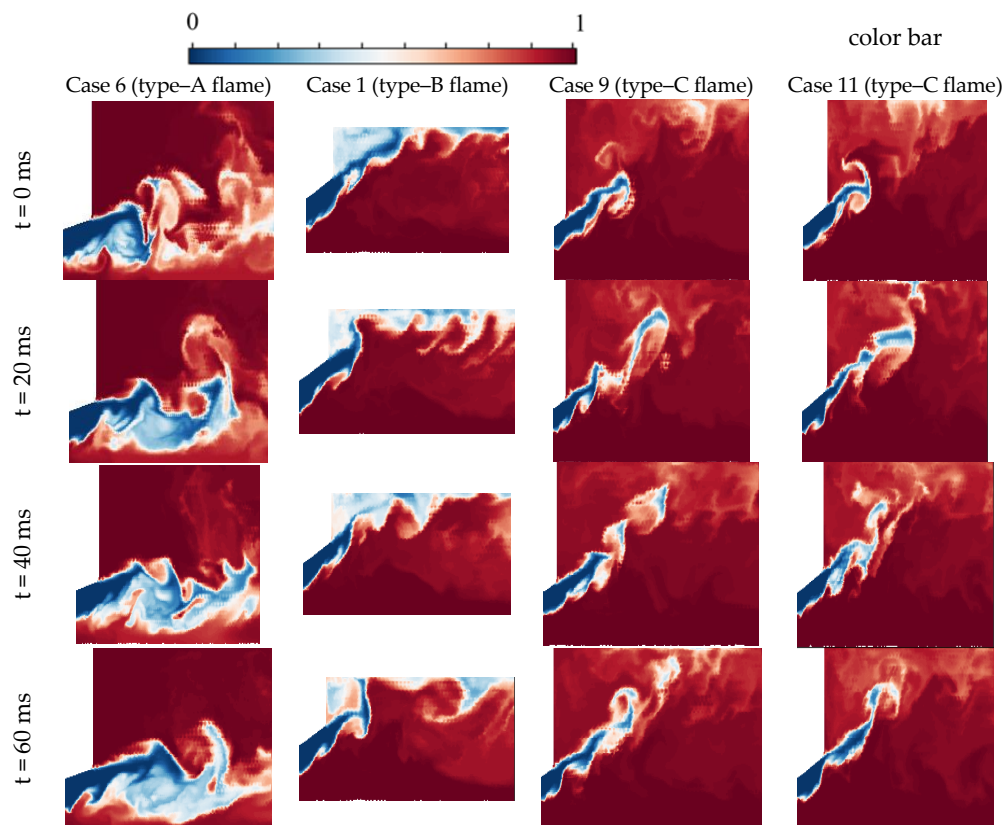 0 1
color bar
Case 6 (type–A flame) Case 1 (type–B flame) Case 9 (type–C flame) Case 11 (type–C flame)
t = 0 ms
t = 20 ms
t = 40 ms
t = 60 ms